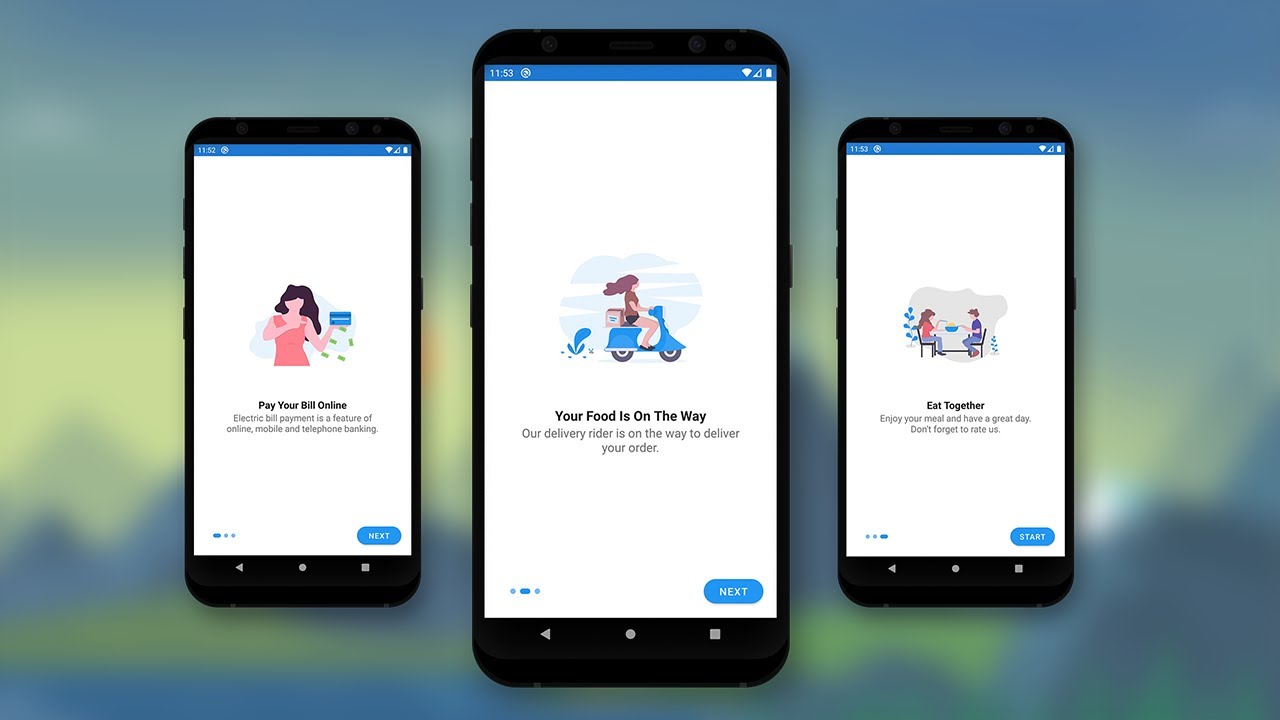 11:52
Pay Your Bill Online
Electric bill payment is a feature of
online, mobile and telephone banking.
NEXT
11:53
Your Food Is On The Way
Our delivery rider is on the way to deliver
your order.
NEXT
11:53
Eat Together
Enjoy your meal and have a great day.
Don't forget to rate us.
START